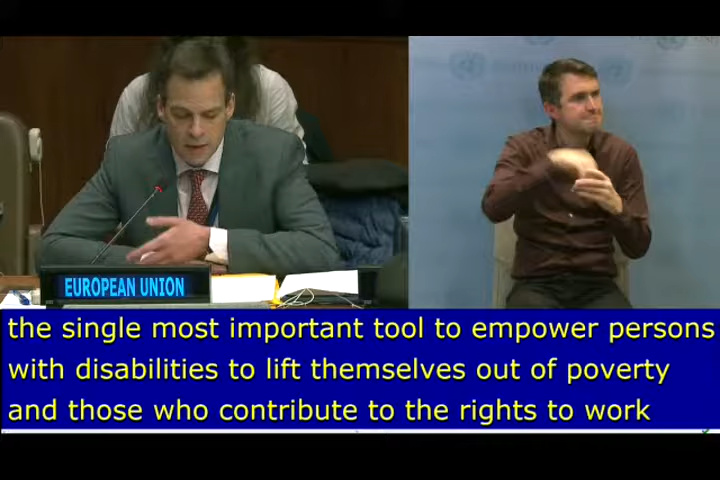 EUROPEAN UNION
the single most important tool to empower persons
with disabilities to lift themselves out of poverty
and those who contribute to the rights to work